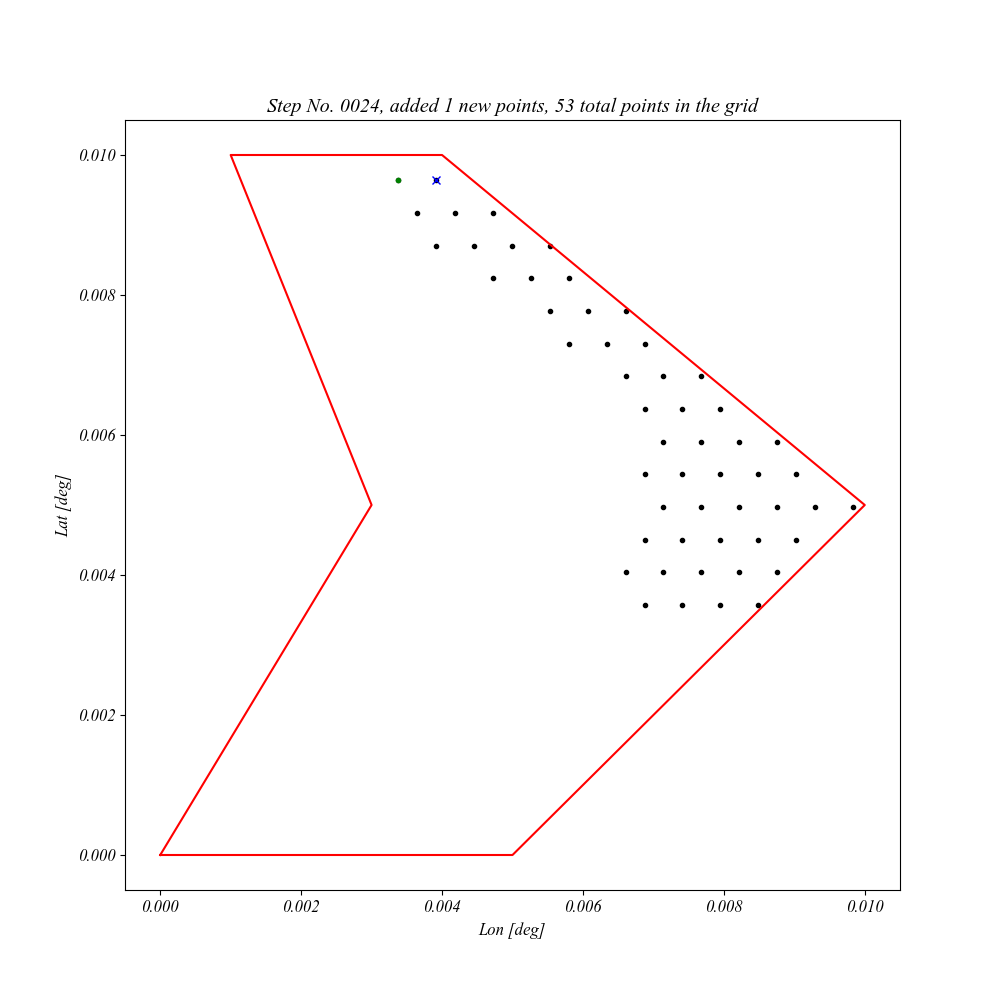 Step No. 0024, added 1 new points, 53 total points in the grid
0.010
0.008
0.006
0.004
0.002
0.000
Lat [deg]
0.000 0.002 0.004 0.006 0.008 0.010
Lon [deg]